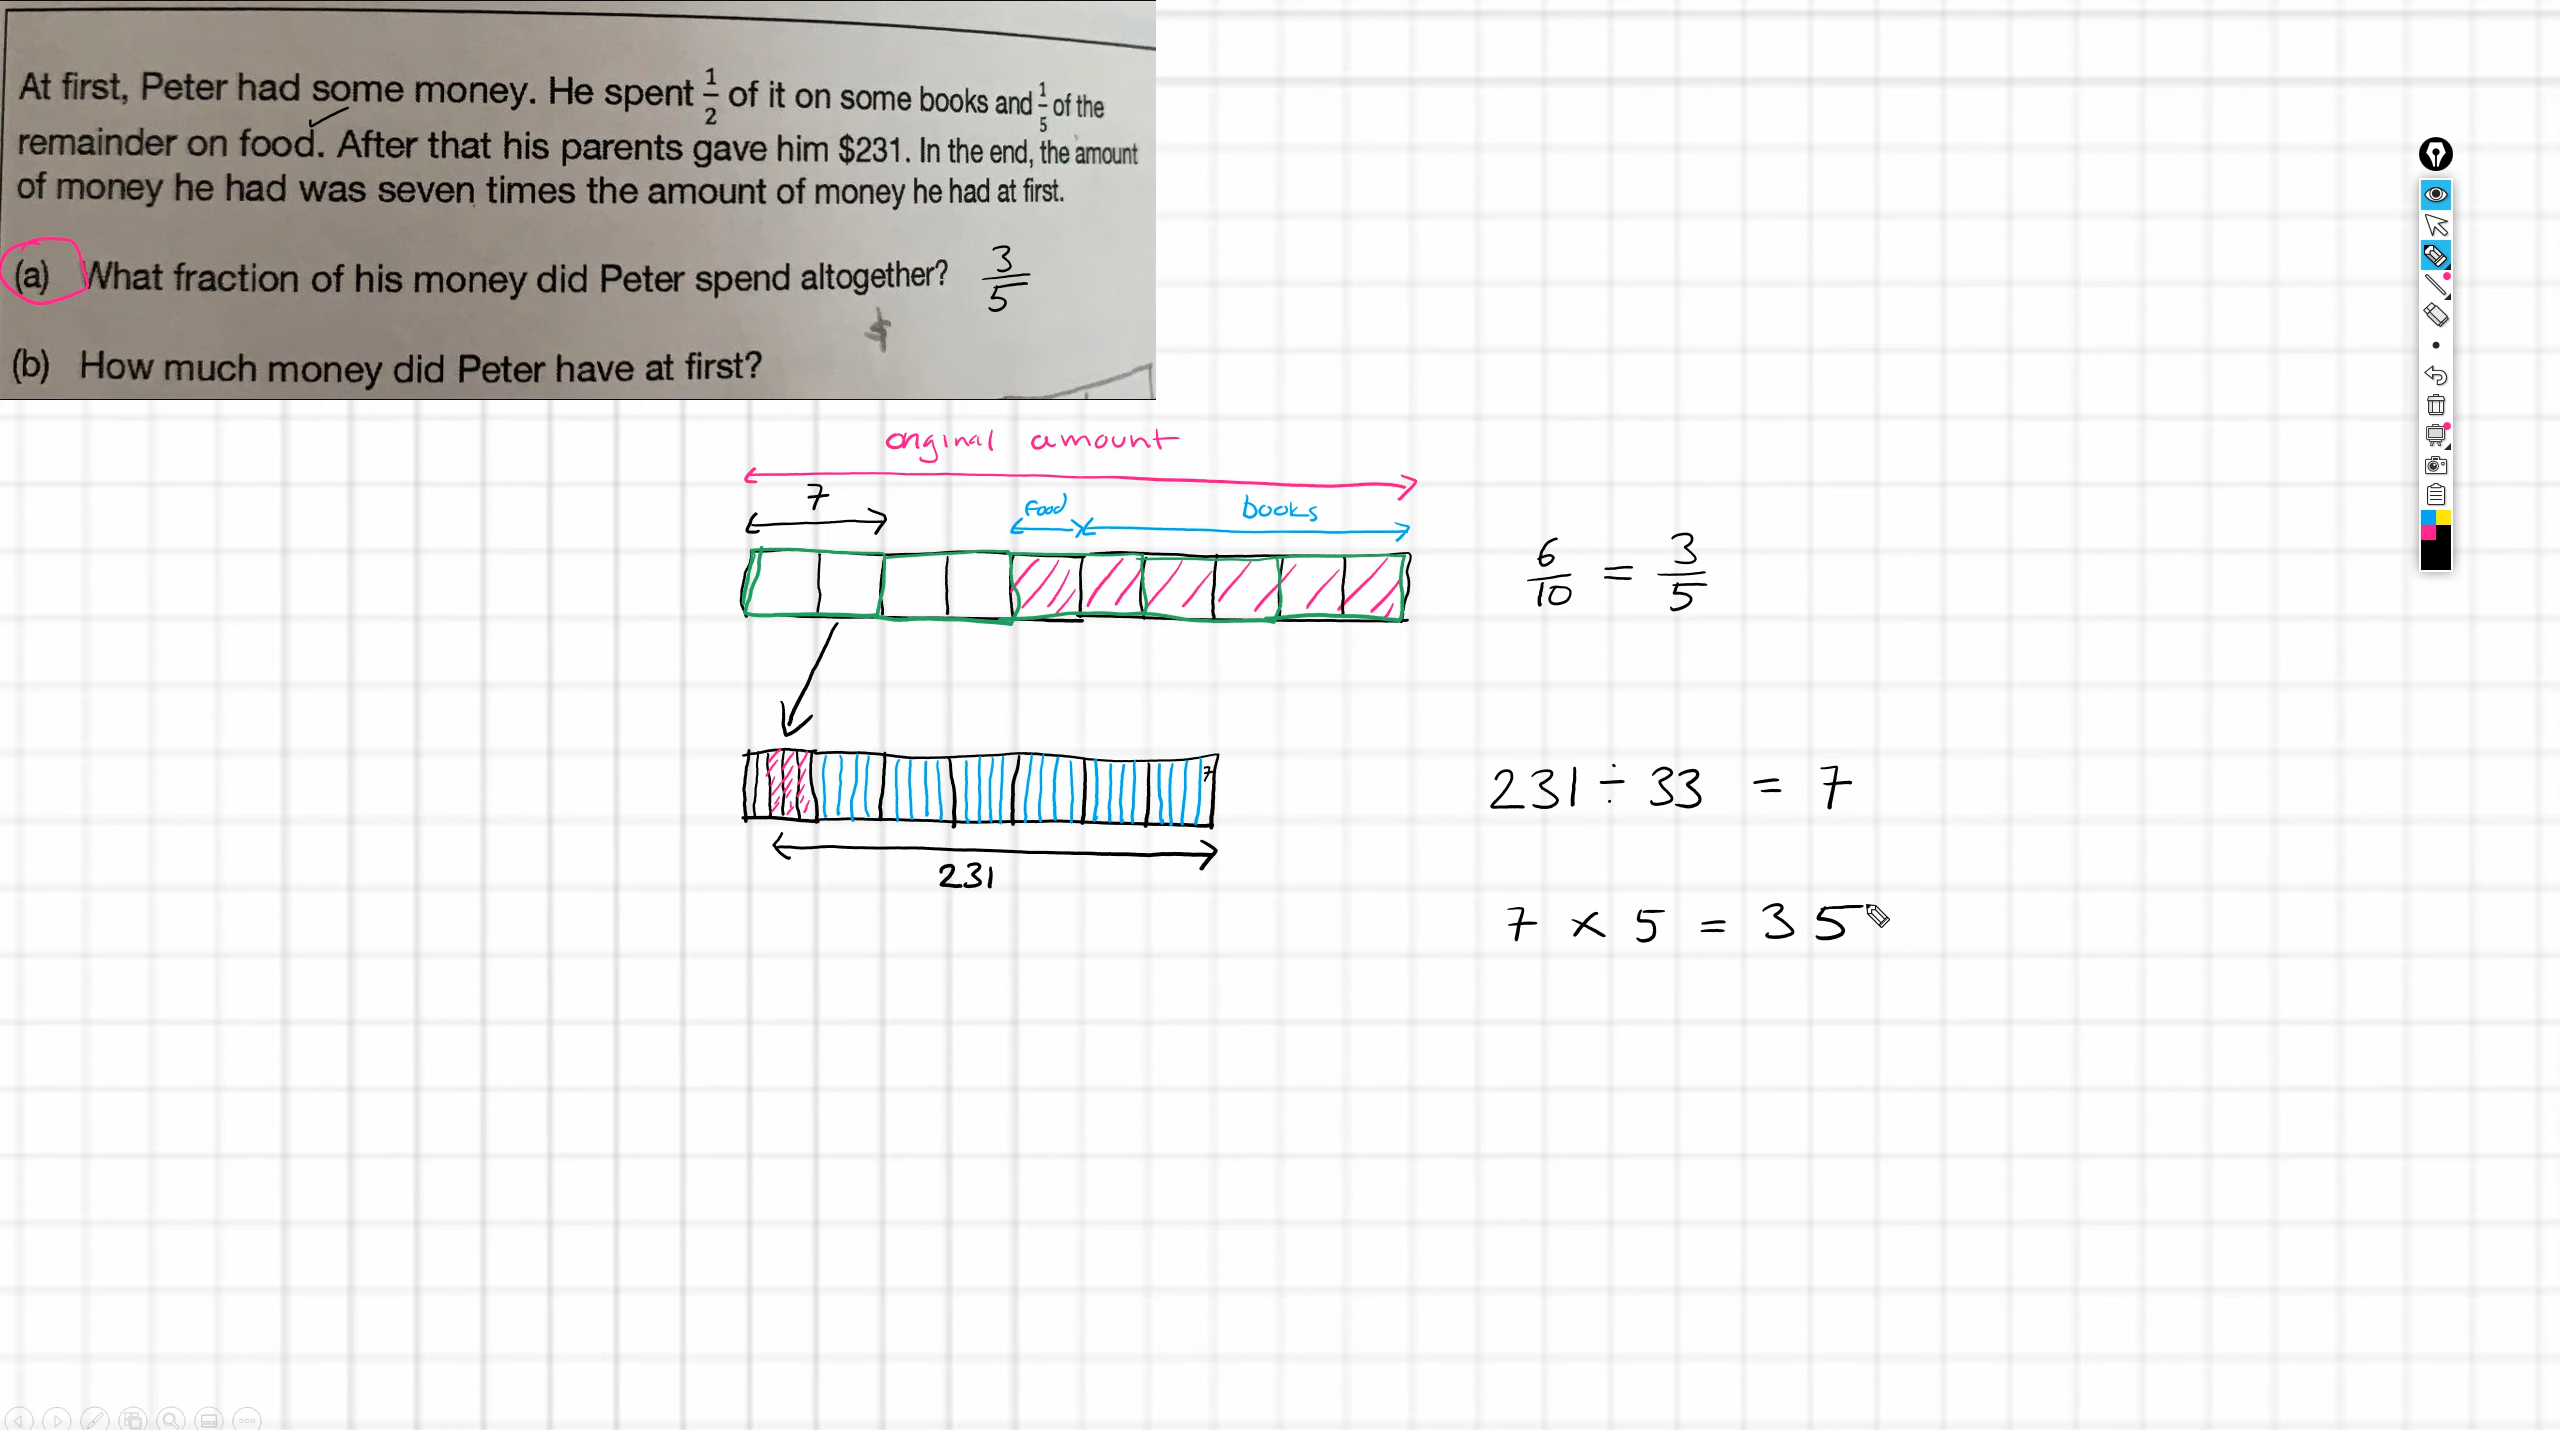 At first, Peter had some money. He spent 1/2 of it on some books and 1/5 of the
remainder on food. After that his parents gave him $231. In the end, the amount
of money he had was seven times the amount of money he had at first.
(a) What fraction of his money did Peter spend altogether? 3/5
(b) How much money did Peter have at first?
original amount
7
food
books
6/10 = 3/5
7
231
231 ÷ 33 = 7
7 × 5 = 35